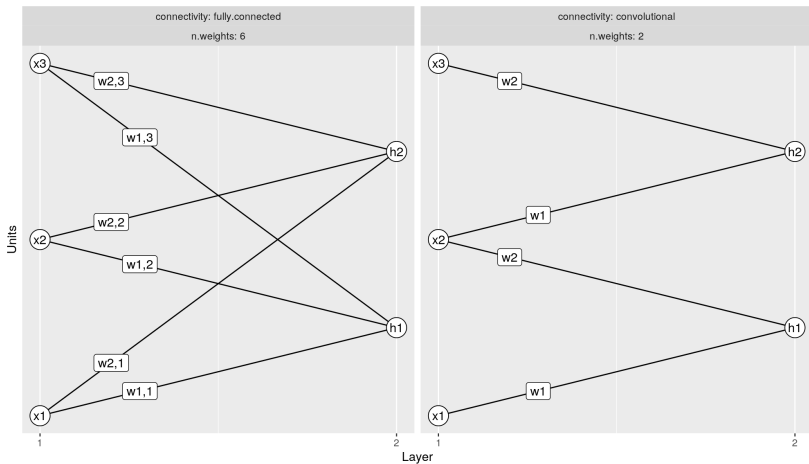 connectivity: fully.connected
n.weights: 6
x3
w2,3
w1,3
h2
w2,2
x2
w1,2
h1
w2,1
w1,1
x1
connectivity: convolutional
n.weights: 2
x3
w2
h2
w1
x2
w2
h1
w1
x1
Units
1
2
1
2
Layer